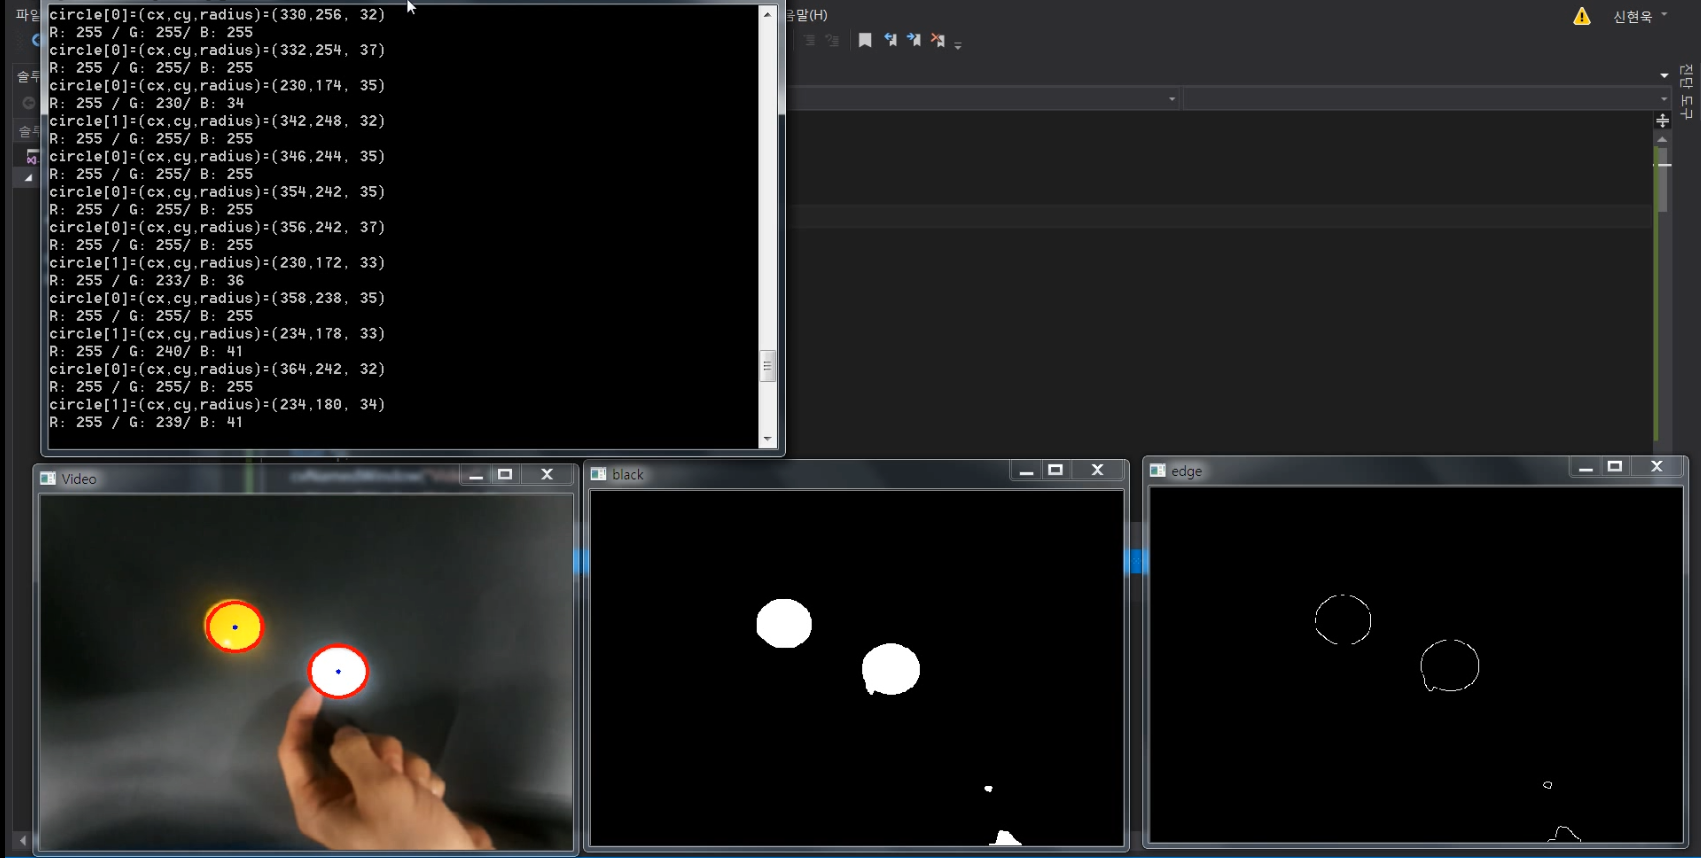 파일
음말(H)
신현욱
circle[0]=(cx,cy,radius)=(330,256, 32)
R: 255 / G: 255/ B: 255
circle[0]=(cx,cy,radius)=(332,254, 37)
R: 255 / G: 255/ B: 255
circle[0]=(cx,cy,radius)=(230,174, 35)
R: 255 / G: 230/ B: 34
circle[1]=(cx,cy,radius)=(342,248, 32)
R: 255 / G: 255/ B: 255
circle[0]=(cx,cy,radius)=(346,244, 35)
R: 255 / G: 255/ B: 255
circle[0]=(cx,cy,radius)=(354,242, 35)
R: 255 / G: 255/ B: 255
circle[0]=(cx,cy,radius)=(356,242, 37)
R: 255 / G: 255/ B: 255
circle[1]=(cx,cy,radius)=(230,172, 33)
R: 255 / G: 233/ B: 36
circle[0]=(cx,cy,radius)=(358,238, 35)
R: 255 / G: 255/ B: 255
circle[1]=(cx,cy,radius)=(234,178, 33)
R: 255 / G: 240/ B: 41
circle[0]=(cx,cy,radius)=(364,242, 32)
R: 255 / G: 255/ B: 255
circle[1]=(cx,cy,radius)=(234,180, 34)
R: 255 / G: 239/ B: 41
솔루
솔루
진단 도구
Video
black
edge